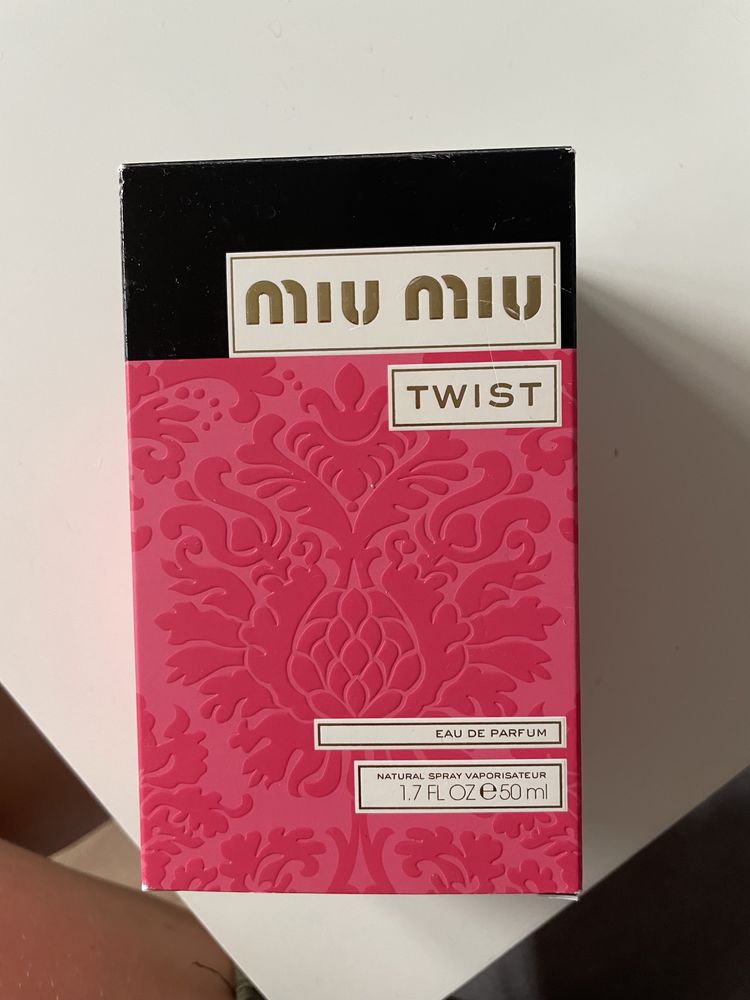 miu miu
TWIST
EAU DE PARFUM
NATURAL SPRAY VAPORISATEUR
1.7 FL OZ ℮ 50 ml